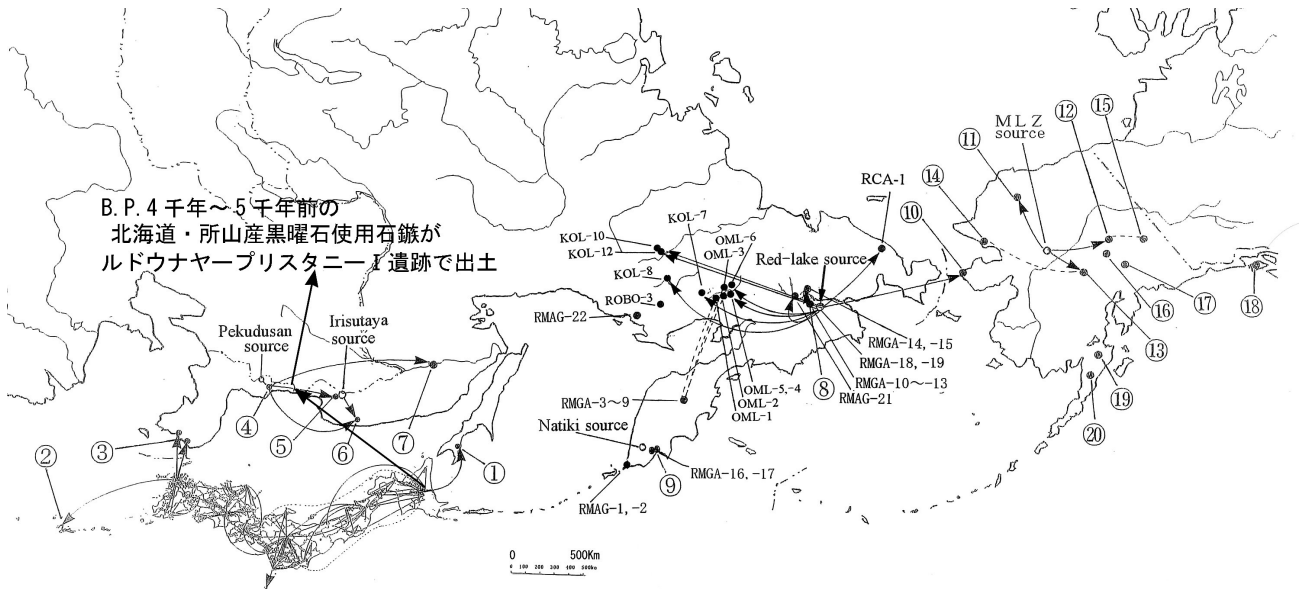 B.P.4千年～5千年前の
北海道・所山産黒曜石使用石鏃が
ルドウナヤープリスタニーⅠ遺跡で出土
Pekudusan
source
Irisutaya
source
①
②
③
④
⑤
⑥
⑦
KOL-7
KOL-10
KOL-12
KOL-8
ROBO-3
RMAG-22
OML-6
OML-3
Red-lake source
RCA-1
RMGA-3～9
Natiki source
OML-5,-4
OML-2
OML-1
⑧
RMGA-14,-15
RMGA-18,-19
RMGA-10～-13
RMAG-21
⑨
RMGA-16,-17
RMAG-1,-2
⑩
⑪
⑭
MLZ
source
⑫
⑮
⑯
⑰
⑱
⑬
⑲
⑳
0 500Km
0 100 200 300 400 500km